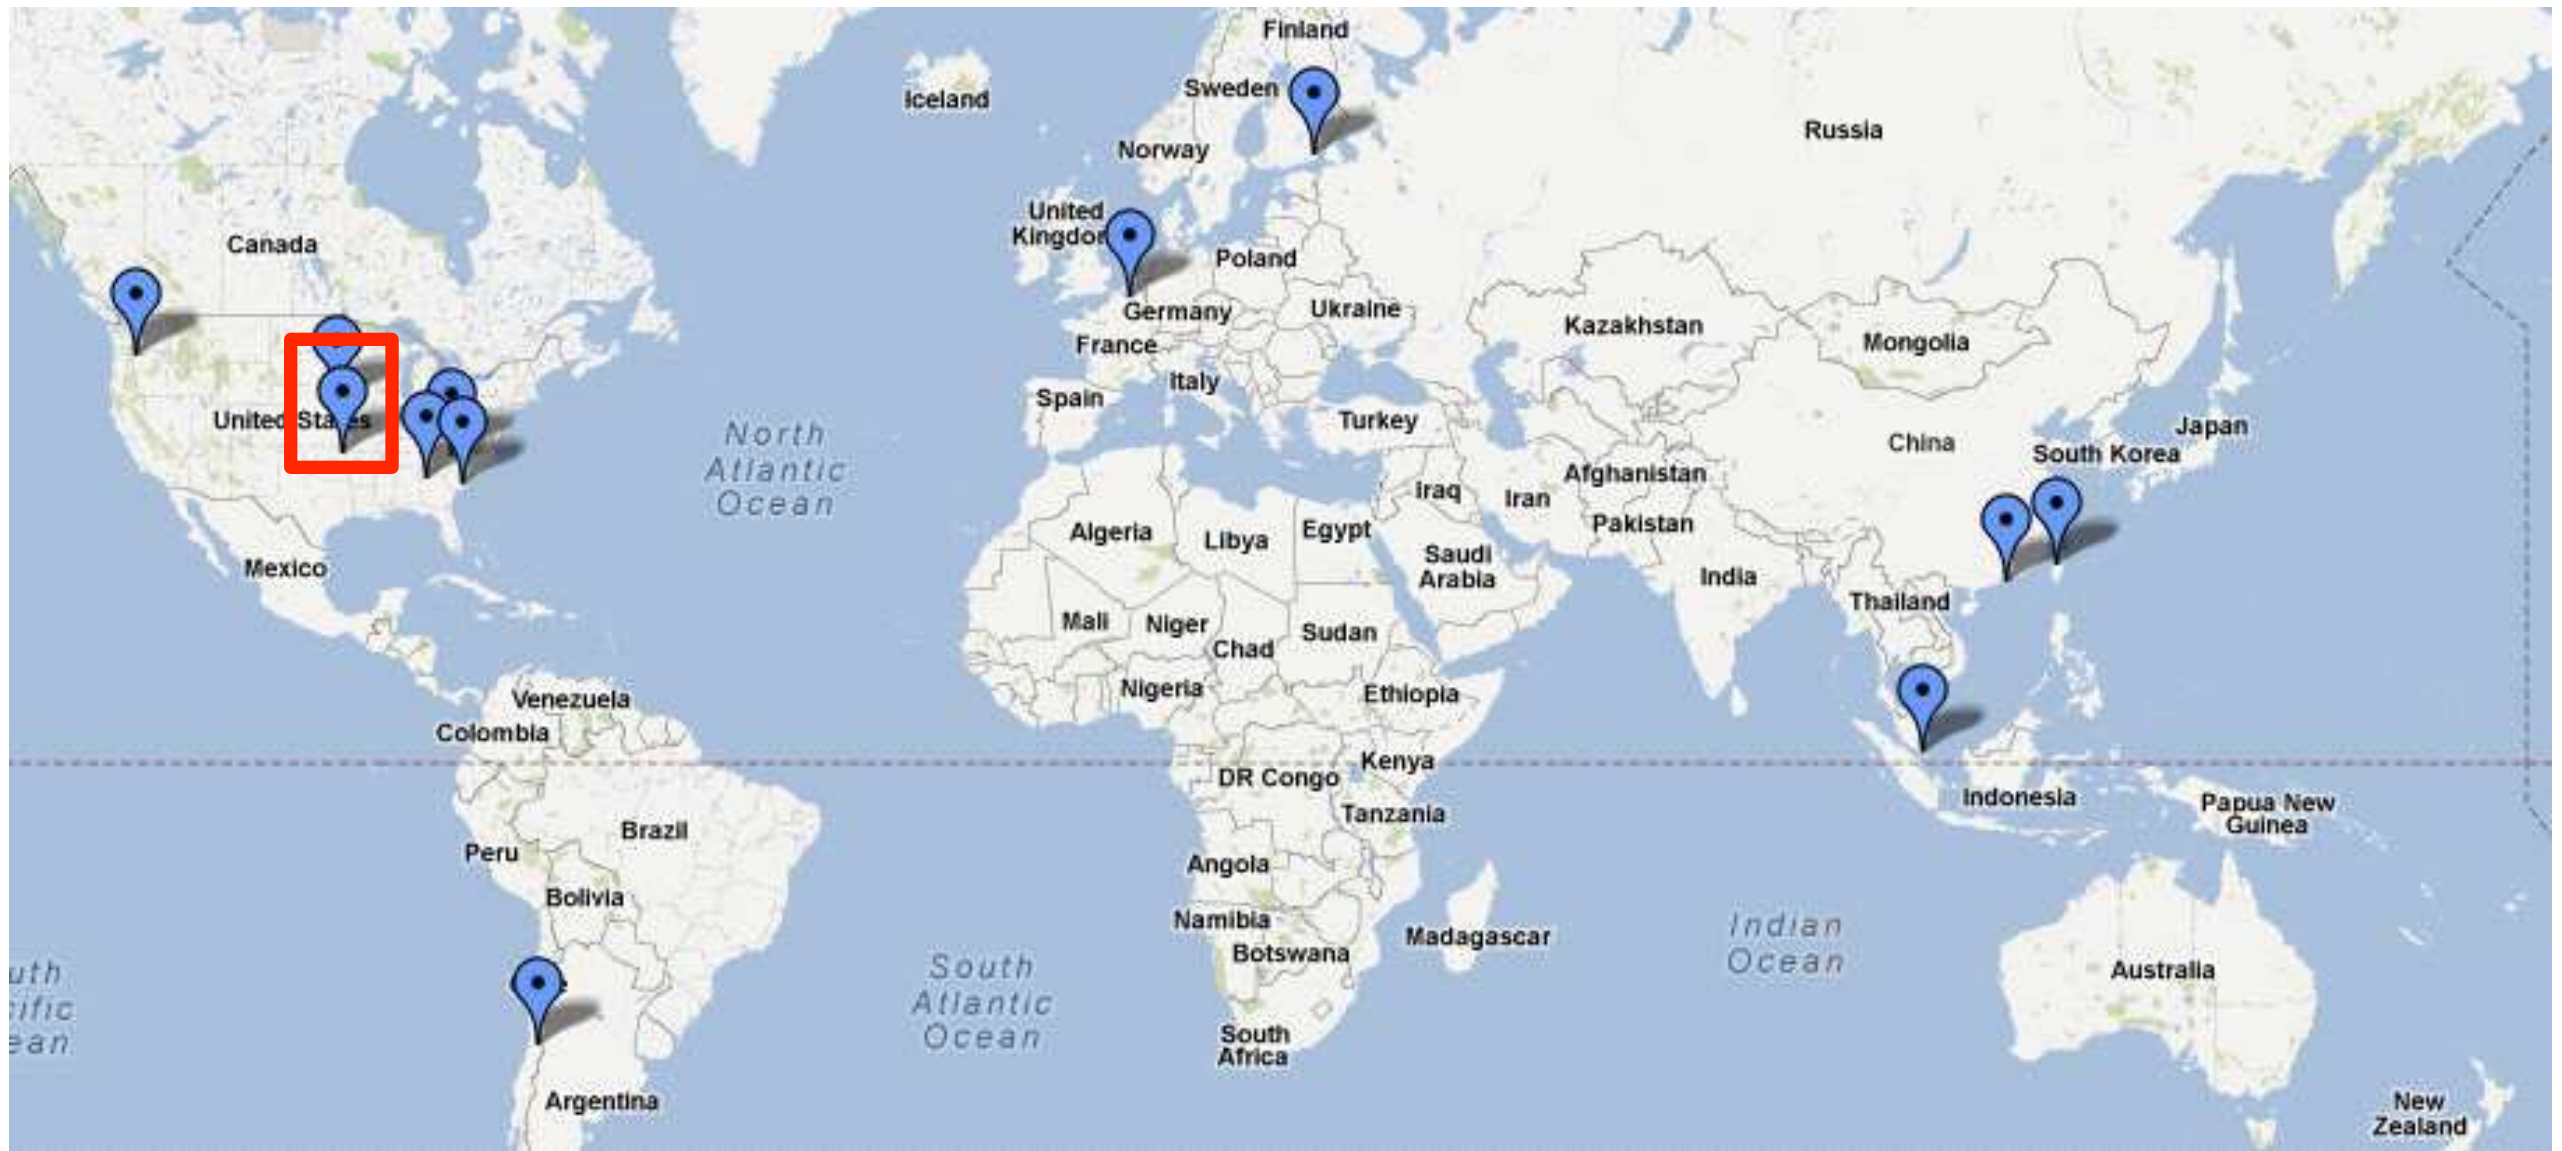 Finland
Sweden
Iceland
Russia
Norway
United
Kingdom
Canada
Poland
Germany
Ukraine
Kazakhstan
Mongolia
France
Italy
Spain
United States
Turkey
Japan
China
South Korea
North
Atlantic
Ocean
Afghanistan
Iraq
Iran
Pakistan
Algeria
Libya
Egypt
Saudi
Arabia
Mexico
India
Thailand
Mali
Niger
Chad
Sudan
Nigeria
Ethiopia
Venezuela
Colombia
Kenya
DR Congo
Indonesia
Papua New
Guinea
Tanzania
Brazil
Peru
Angola
Bolivia
Namibia
Botswana
Madagascar
Indian
Ocean
Australia
South
Atlantic
Ocean
uth
cific
ean
South
Africa
Argentina
New
Zealand